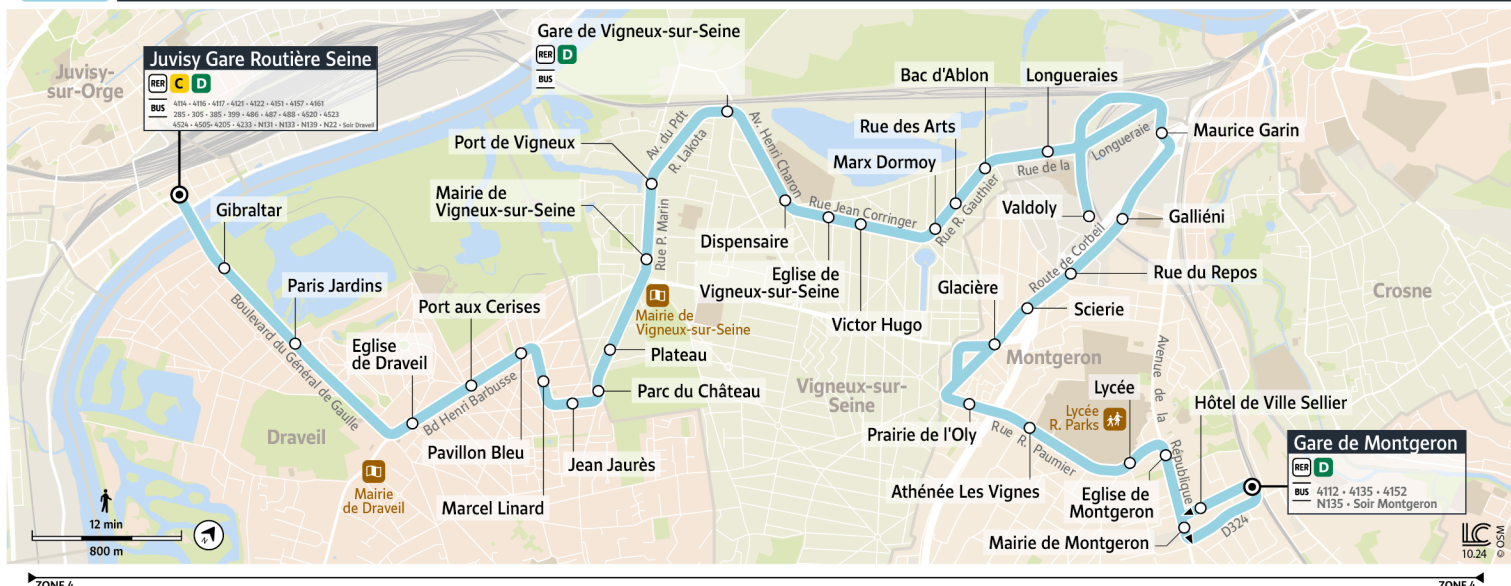 Juvisy-
sur-Orge
Juvisy Gare Routière Seine
RER C D
BUS
4114 • 4116 • 4117 • 4121 • 4122 • 4151 • 4157 • 4161
285 • 305 • 385 • 399 • 486 • 487 • 488 • 4520 • 4523
4524 • 4505 • 4205 • 4233 • N131 • N133 • N139 • N22 • Soir Draveil
Gare de Vigneux-sur-Seine
RER D
BUS
Gibraltar
Boulevard du Général de Gaulle
Paris Jardins
Draveil
Eglise
de Draveil
Mairie
de Draveil
Port aux Cerises
Bd Henri Barbusse
Pavillon Bleu
Marcel Linard
Jean Jaurès
Parc du Château
Plateau
Mairie de
Vigneux-sur-Seine
Mairie de
Vigneux-sur-Seine
Rue P. Marin
Port de Vigneux
Av. du Pdt
R. Lakota
Av. Henri Charon
Dispensaire
Rue Jean Corringer
Eglise de
Vigneux-sur-Seine
Victor Hugo
Marx Dormoy
Rue des Arts
Rue R. Gauthier
Bac d'Ablon
Longueraies
Rue de la
Longueraie
Valdoly
Maurice Garin
Galliéni
Route de Corbeil
Rue du Repos
Scierie
Glacière
Montgeron
Crosne
Vigneux-sur-
Seine
Prairie de l'Oly
Rue R. Paumier
Athénée Les Vignes
Lycée
Lycée
R. Parks
Avenue de la
République
Eglise de
Montgeron
Mairie de Montgeron
Hôtel de Ville Sellier
D324
Gare de Montgeron
RER D
BUS
4112 • 4135 • 4152
N135 • Soir Montgeron
12 min
800 m
LC
10.24
© OSM
ZONE 4
ZONE 4